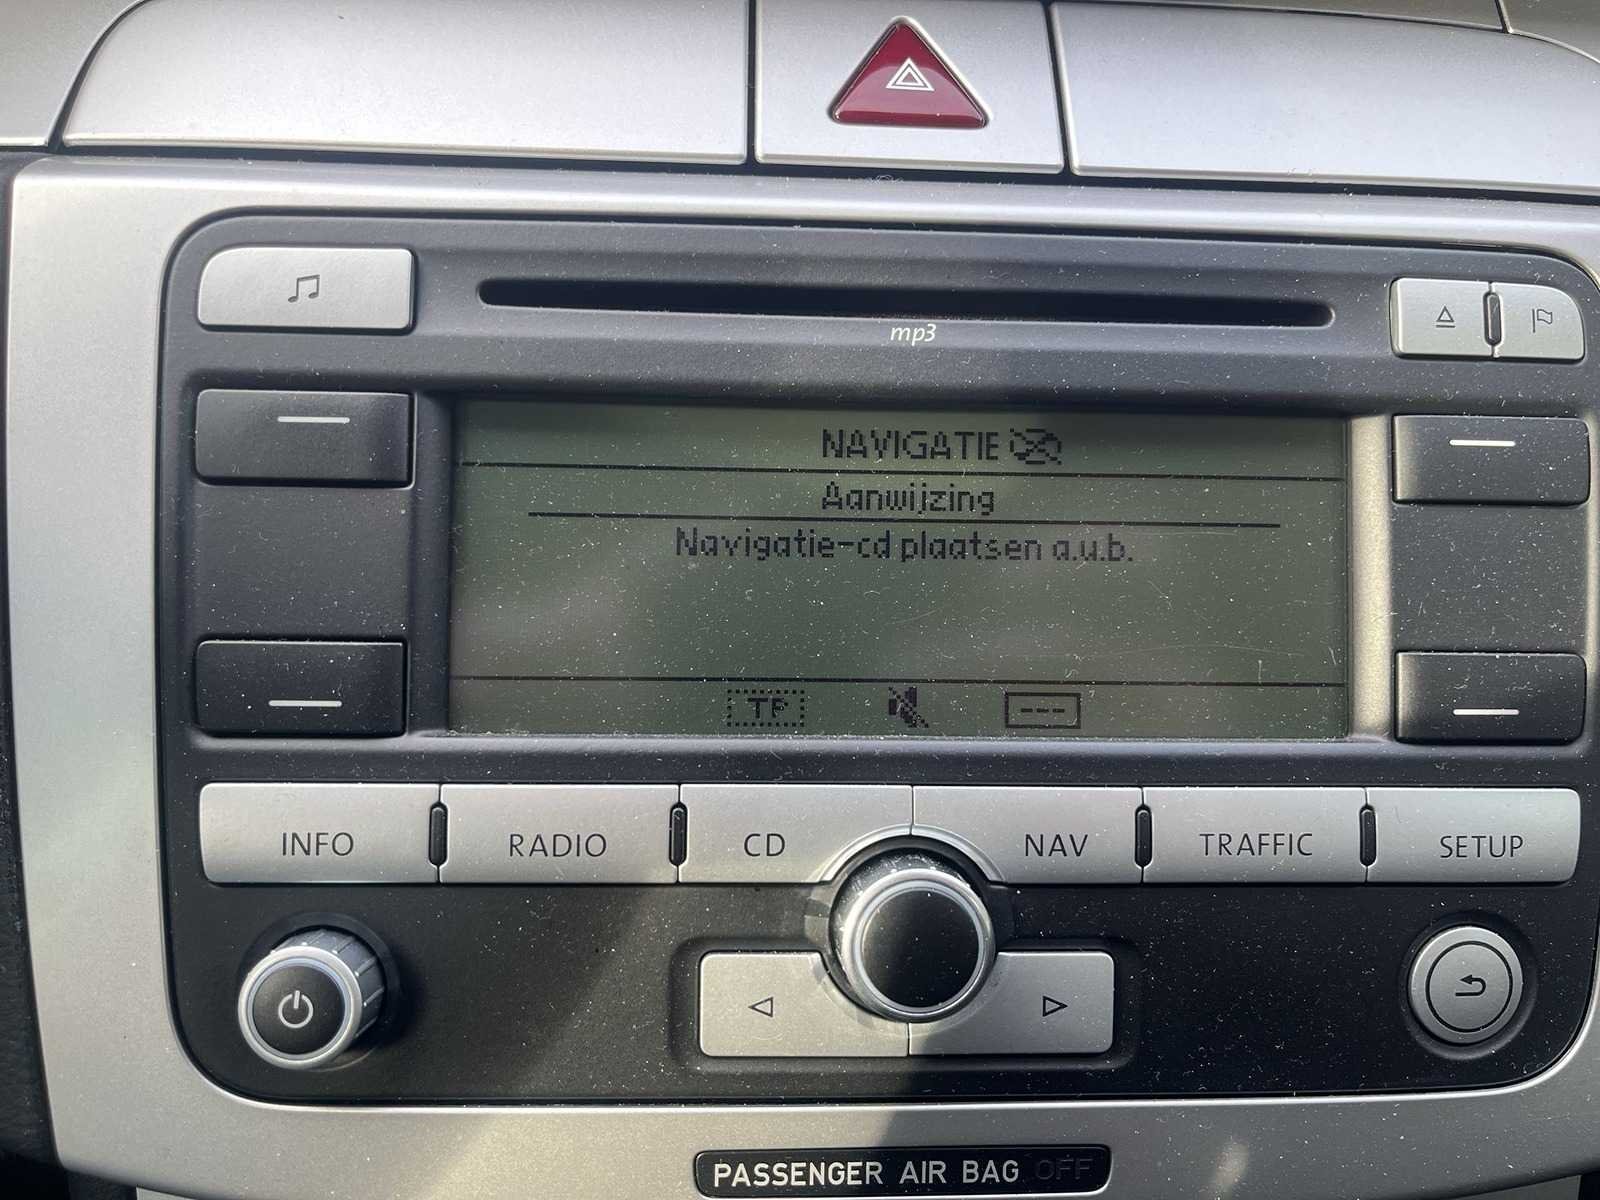 mp3
NAVIGATIE
Aanwijzing
Navigatie-cd plaatsen a.u.b.
TP
---
INFO
RADIO
CD
NAV
TRAFFIC
SETUP
PASSENGER AIR BAG OFF